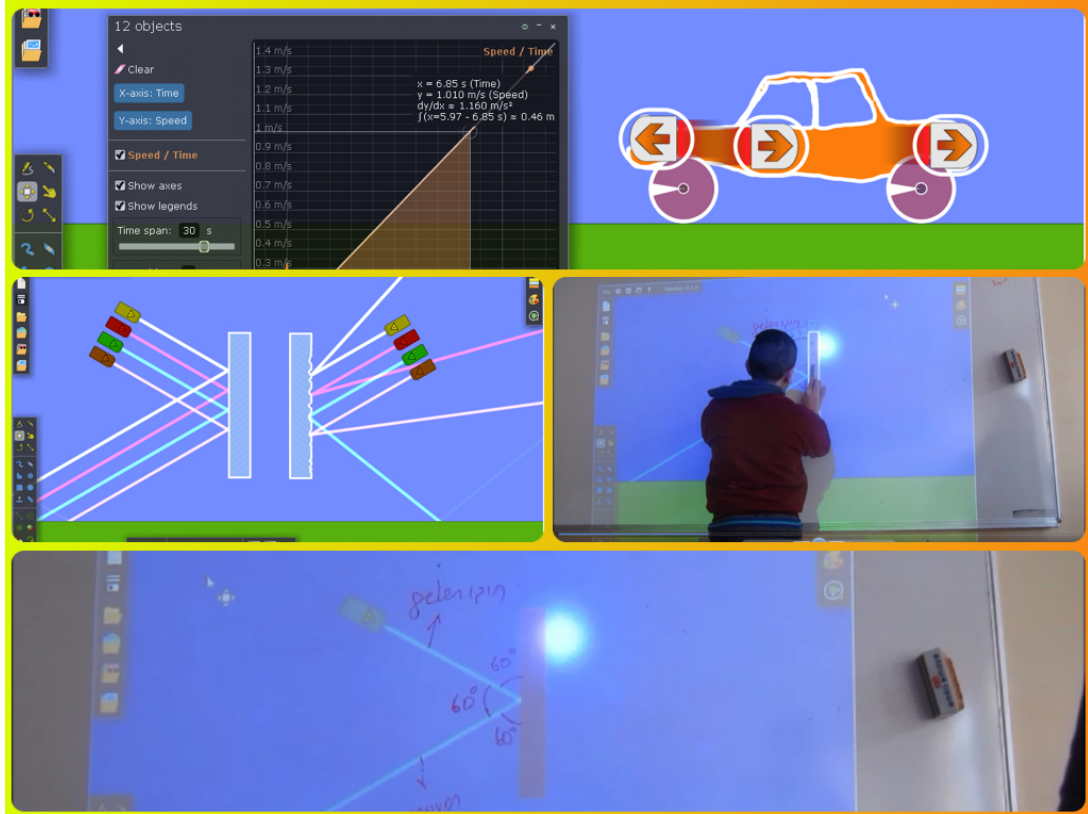 12 objects
Clear
X-axis: Time
Y-axis: Speed
Speed / Time
Show axes
Show legends
Time span: 30 s
1.4 m/s
1.3 m/s
1.2 m/s
1.1 m/s
1 m/s
0.9 m/s
0.8 m/s
0.7 m/s
0.6 m/s
0.5 m/s
0.4 m/s
0.3 m/s
Speed / Time
x = 6.85 s (Time)
y = 1.010 m/s (Speed)
dy/dx ≈ 1.160 m/s²
∫(x=5.97 - 6.85 s) ≈ 0.46 m
gelen ışın
gelen ışın
60°
60°
60°